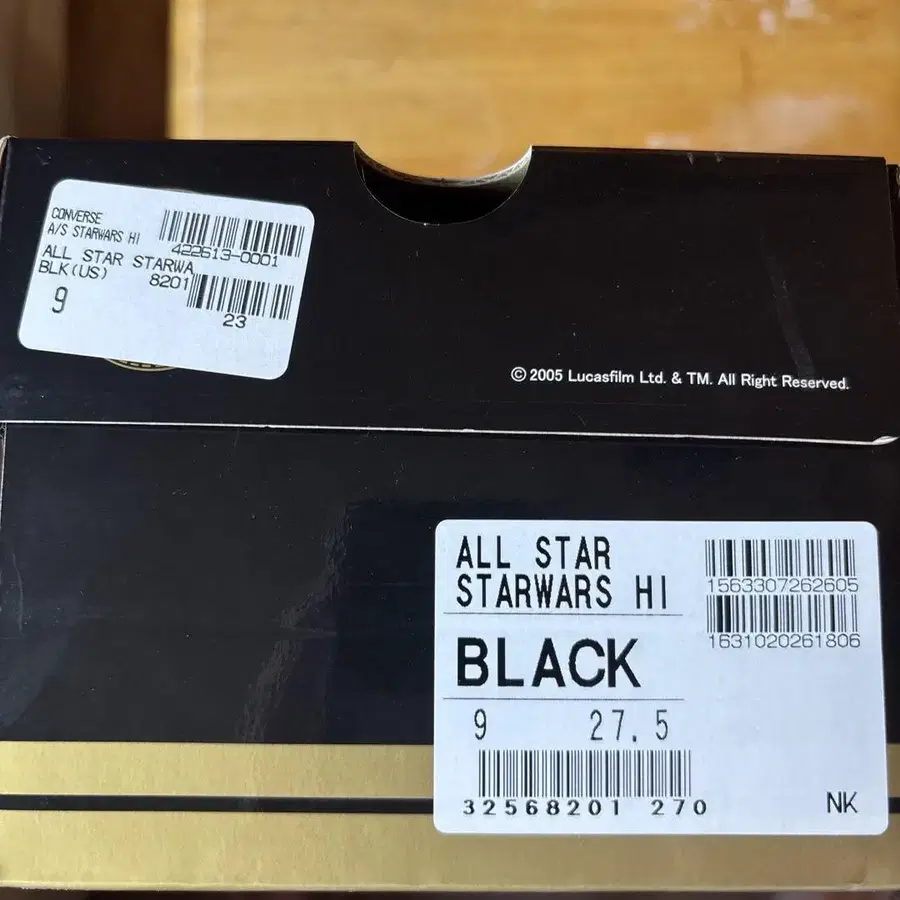 CONVERSE
A/S STARWARS HI
422613-0001
ALL STAR STARWA
BLK(US)
8201
9
23
© 2005 Lucasfilm Ltd. & TM. All Right Reserved.
ALL STAR
STARWARS HI
1563307262605
1631020261806
BLACK
9 27.5
32568201 270
NK